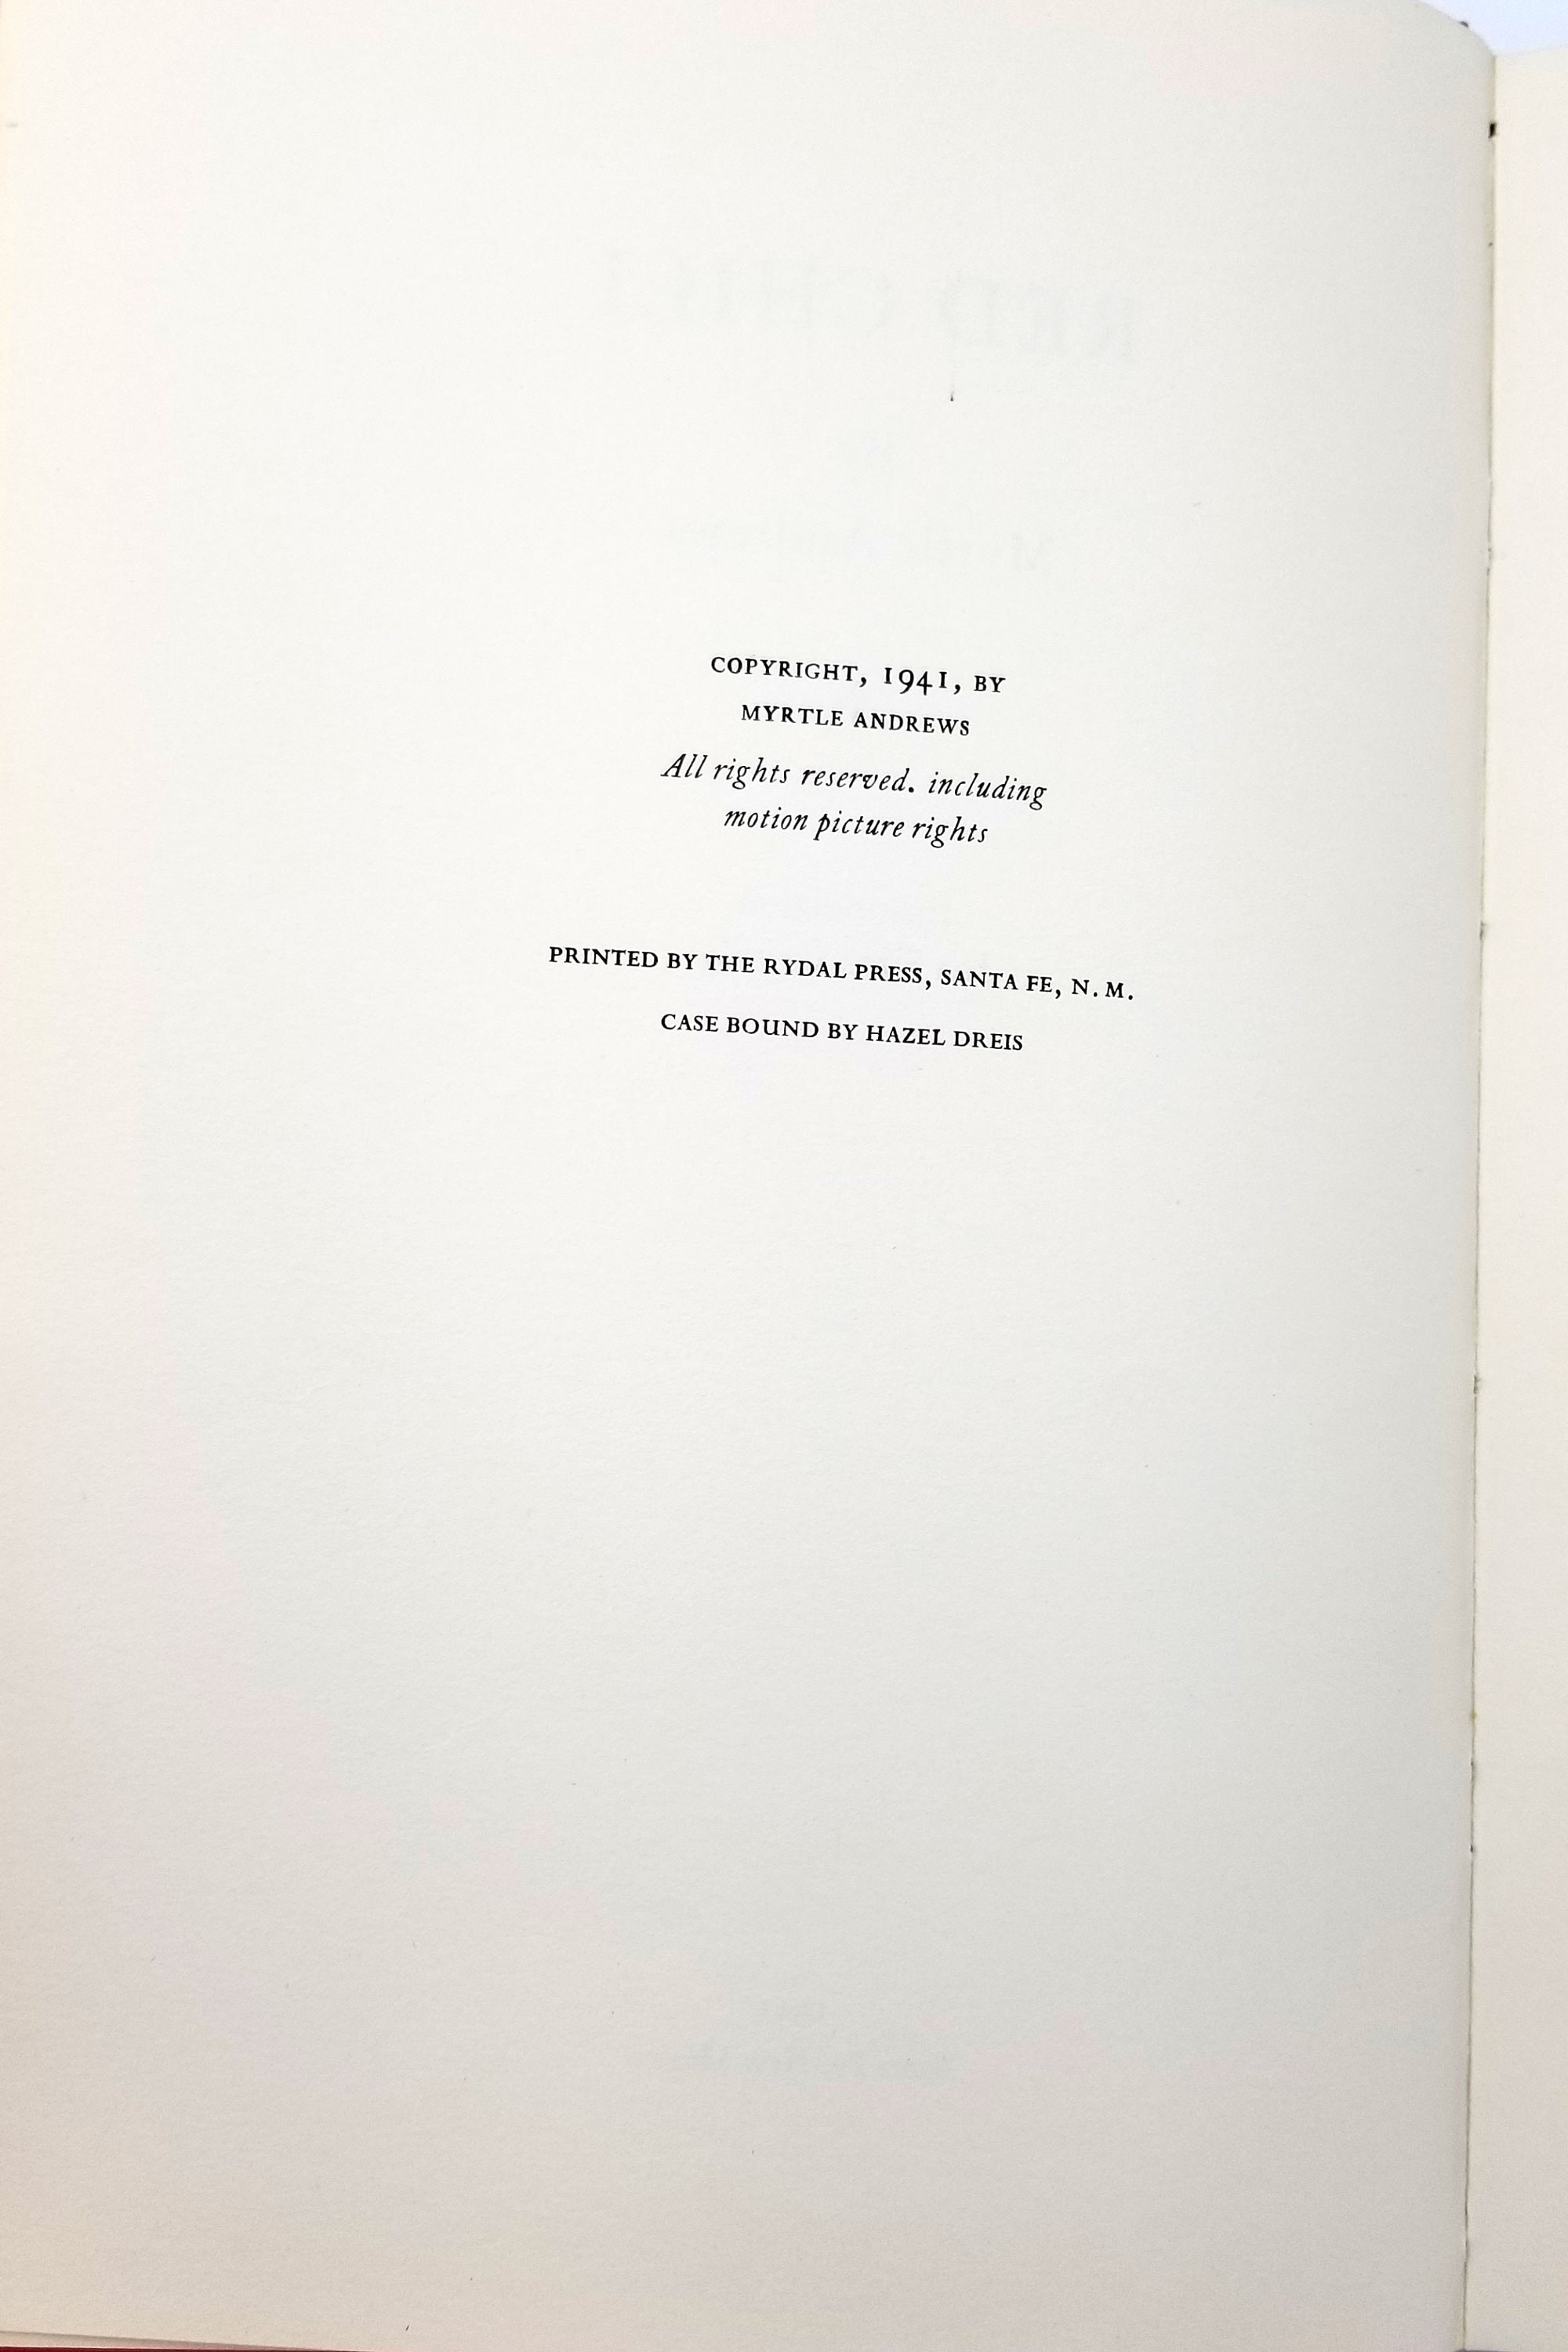 COPYRIGHT, 1941, BY
MYRTLE ANDREWS
All rights reserved. including
motion picture rights
PRINTED BY THE RYDAL PRESS, SANTA FE, N. M.
CASE BOUND BY HAZEL DREIS